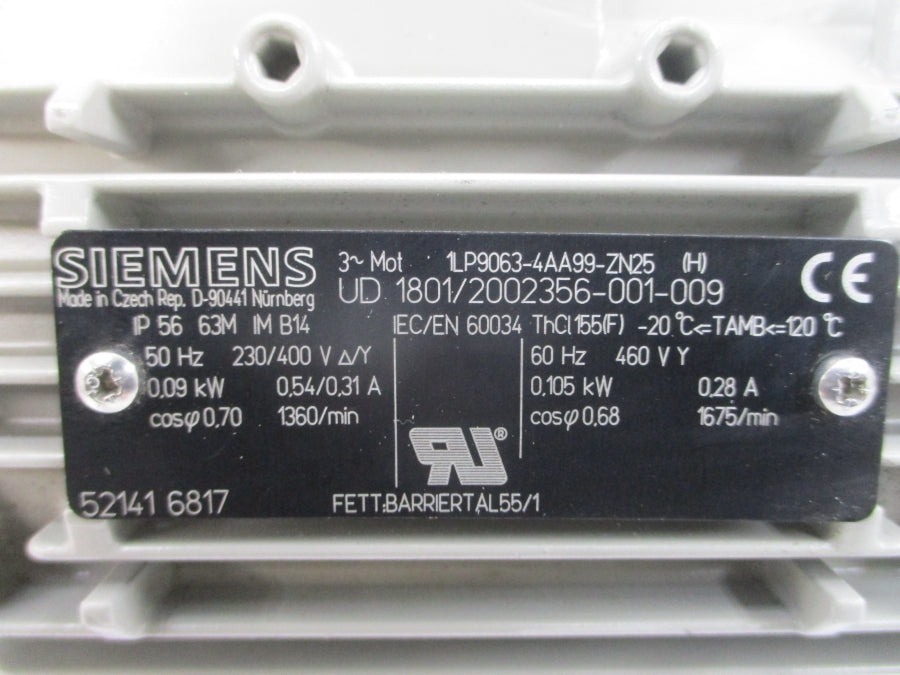 SIEMENS 3~ Mot 1LP9063-4AA99-ZN25 (H) CE
Made in Czech Rep. D-90441 Nürnberg UD 1801/2002356-001-009
IP 56 63M IM B14 IEC/EN 60034 ThCl 155(F) -20 °C<=TAMB<=120 °C
50 Hz 230/400 V Δ/Y 60 Hz 460 V Y
0,09 kW 0,54/0,31 A 0,105 kW 0,28 A
cosφ 0,70 1360/min cosφ 0,68 1675/min
RU®
52141 6817 FETT:BARRIERTAL55/1